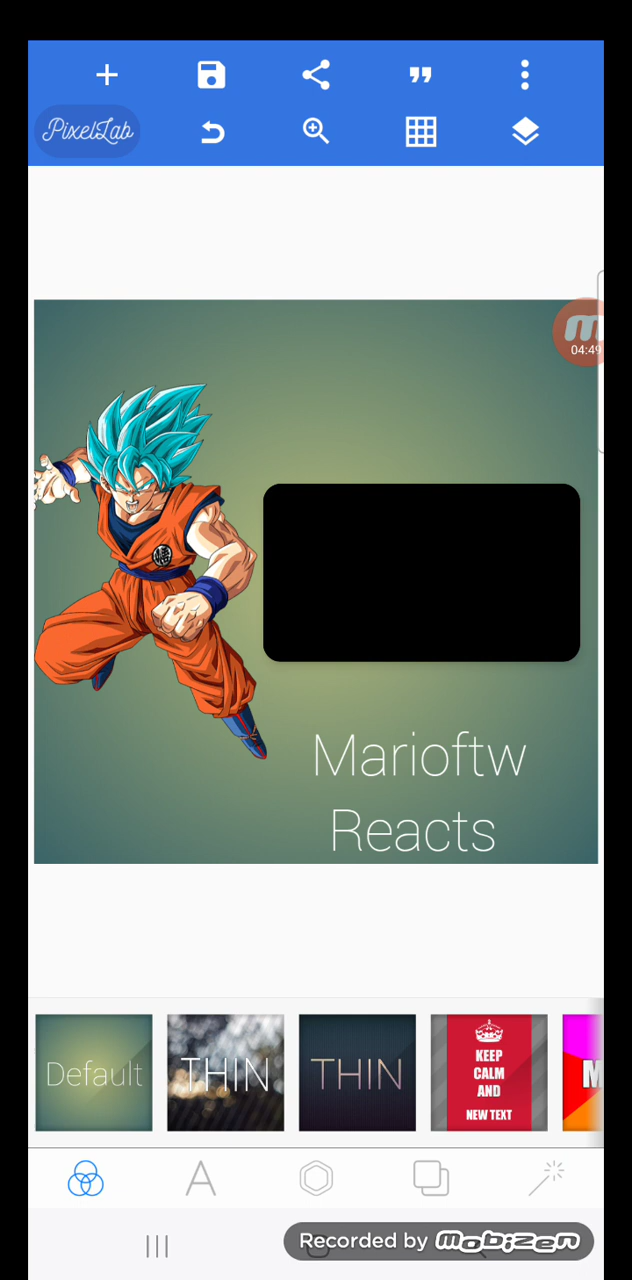 PixelLab
04:49
Marioftw
Reacts
Default
THIN
THIN
KEEP
CALM
AND
NEW TEXT
M
Recorded by mobizen